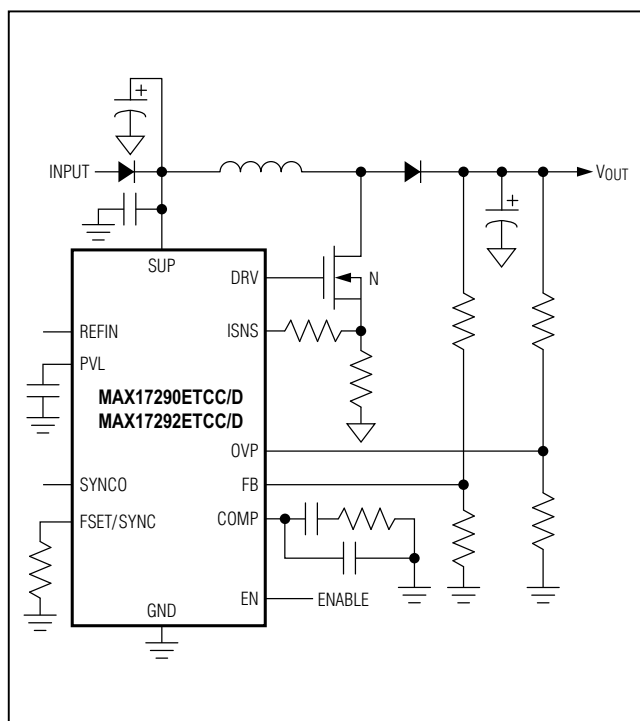 +
INPUT
VOUT
+
SUP
DRV
N
REFIN
ISNS
PVL
MAX17290ETCC/D
MAX17292ETCC/D
OVP
SYNCO
FB
FSET/SYNC
COMP
EN
ENABLE
GND